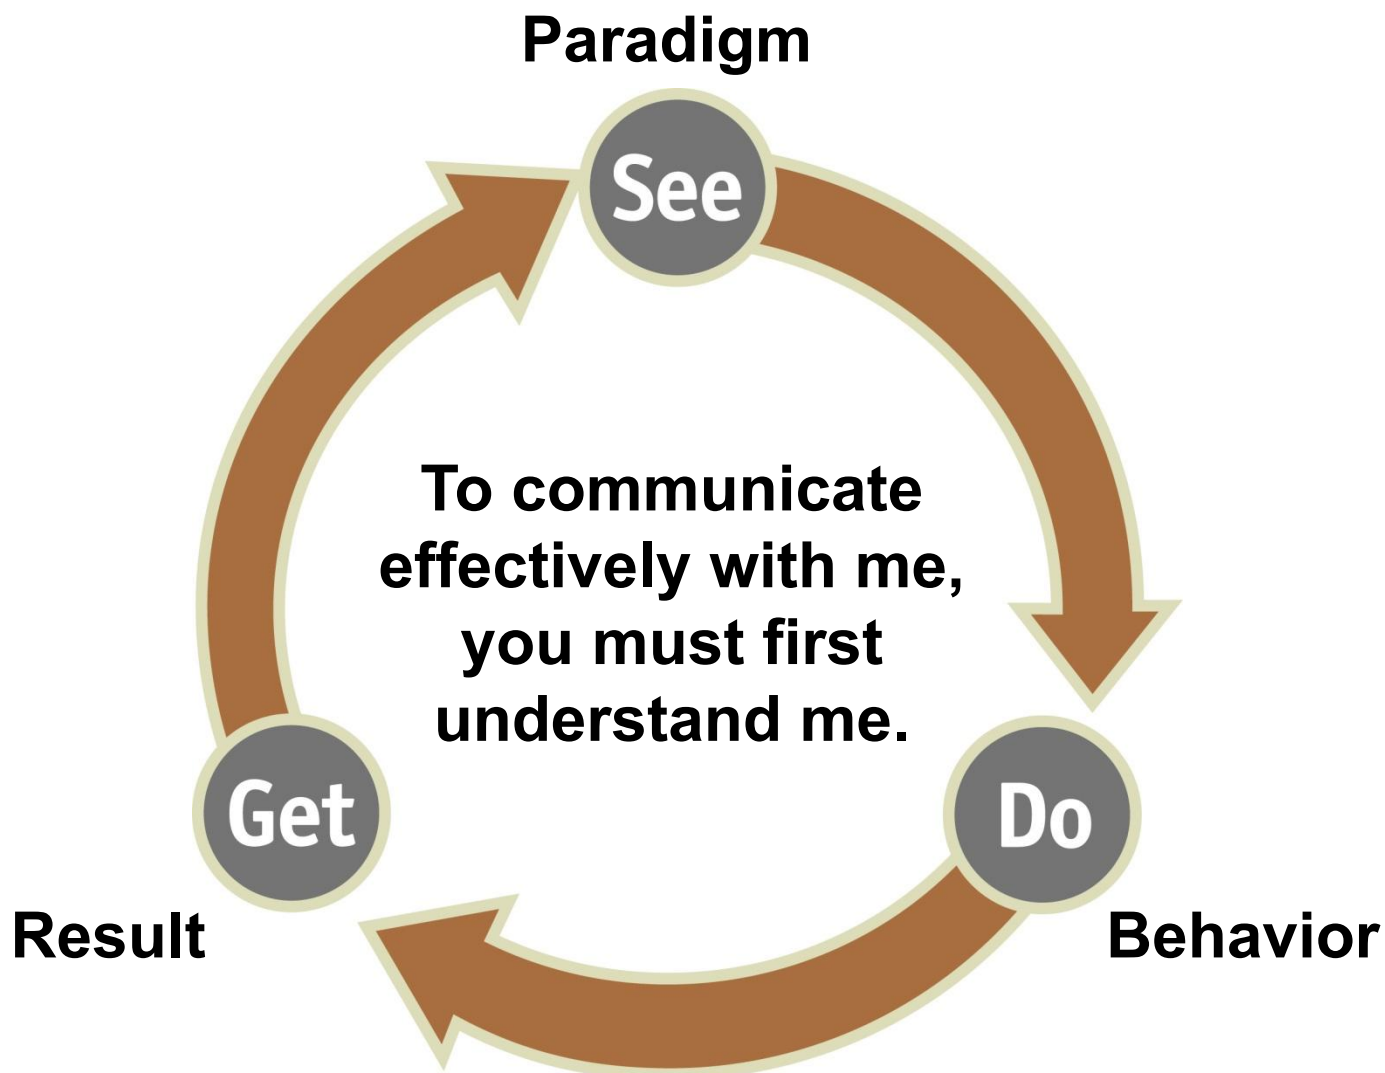 Paradigm
See
To communicate
effectively with me,
you must first
understand me.
Get
Do
Result
Behavior